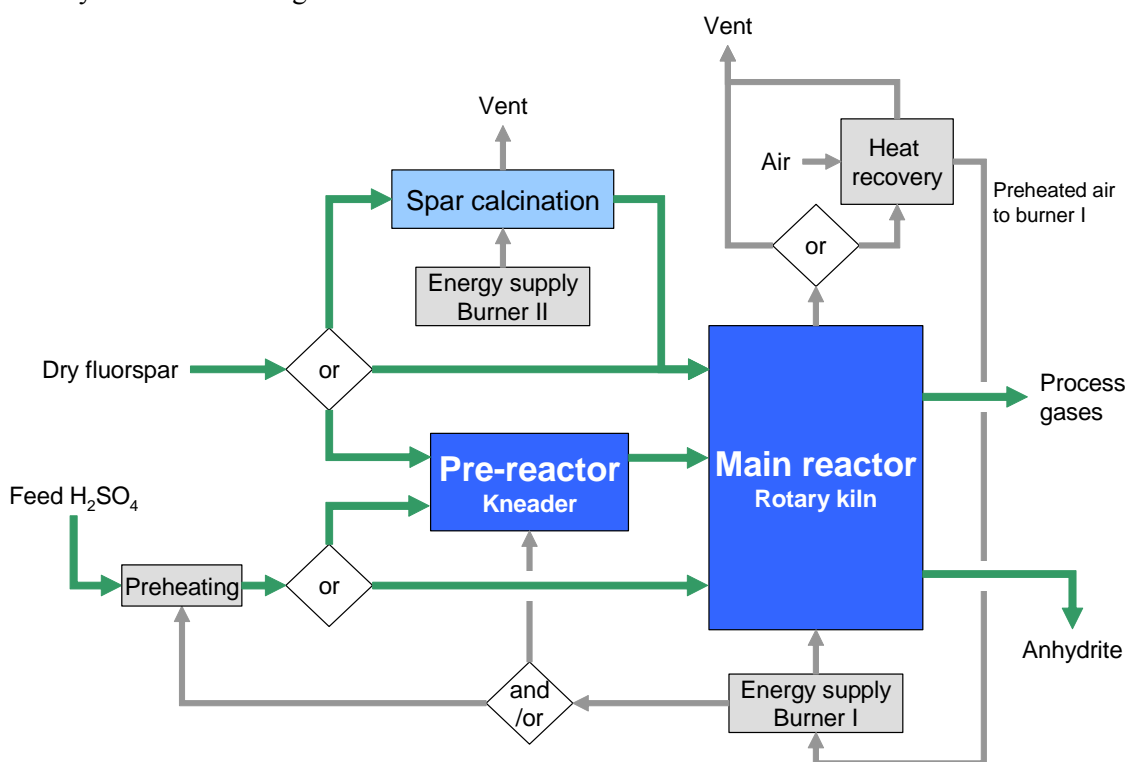 Vent
Vent
Air
Heat
recovery
Preheated air
to burner I
Spar calcination
or
Energy supply
Burner II
Dry fluorspar
or
Process
gases
Pre-reactor
Kneader
Main reactor
Rotary kiln
Feed H₂SO₄
Preheating
or
Anhydrite
and
/or
Energy supply
Burner I